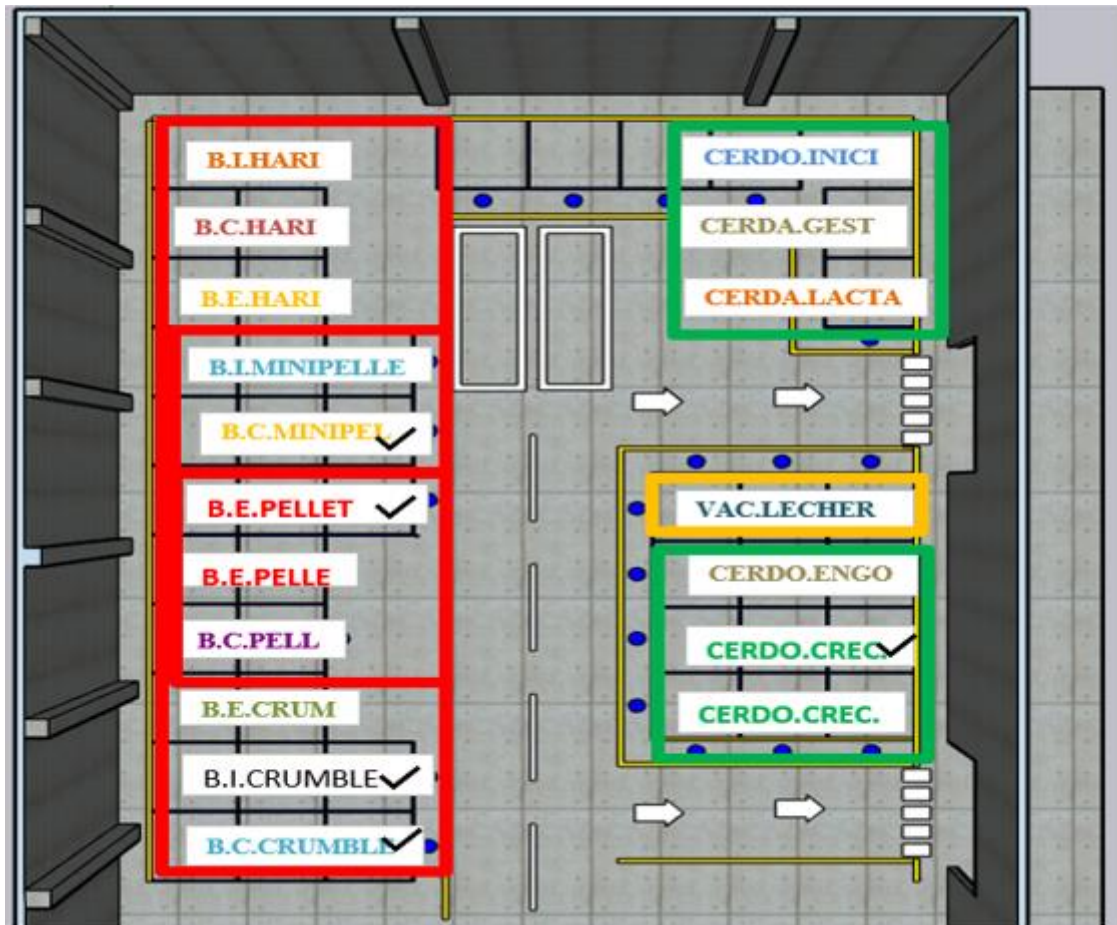 B.I.HARI
B.C.HARI
B.E.HARI
B.I.MINIPELLE
B.C.MINIPEL
B.E.PELLET
B.E.PELLE
B.C.PELL
B.E.CRUM
B.I.CRUMBLE
B.C.CRUMBLE
CERDO.INICI
CERDA.GEST
CERDA.LACTA
VAC.LECHER
CERDO.ENGO
CERDO.CREC.
CERDO.CREC.